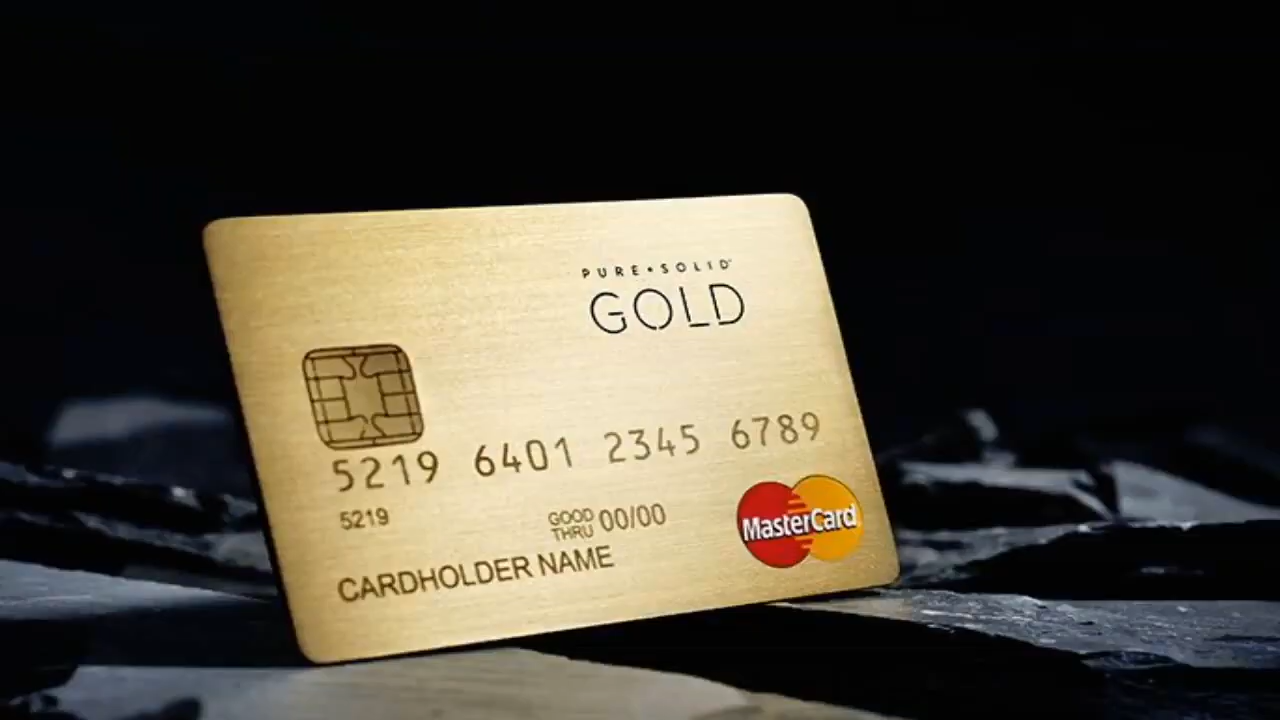 PURE•SOLID
GOLD
5219 6401 2345 6789
5219
GOOD THRU 00/00
CARDHOLDER NAME
MasterCard